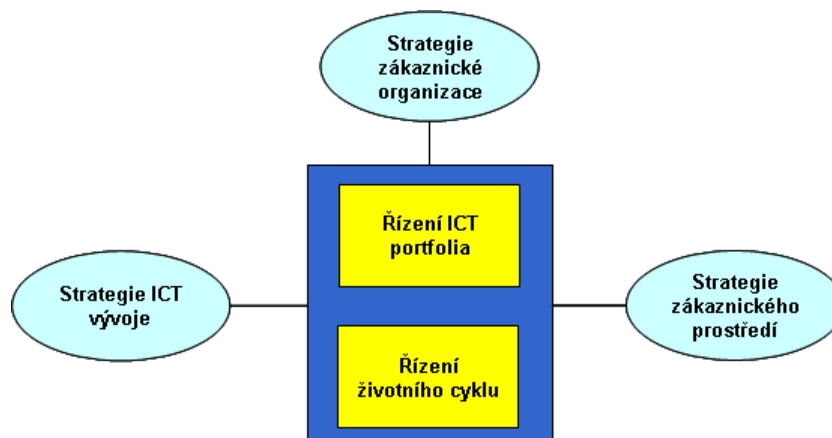 Strategie
zákaznické
organizace
Řízení ICT
portfolia
Strategie ICT
vývoje
Strategie
zákaznického
prostředí
Řízení
životního cyklu